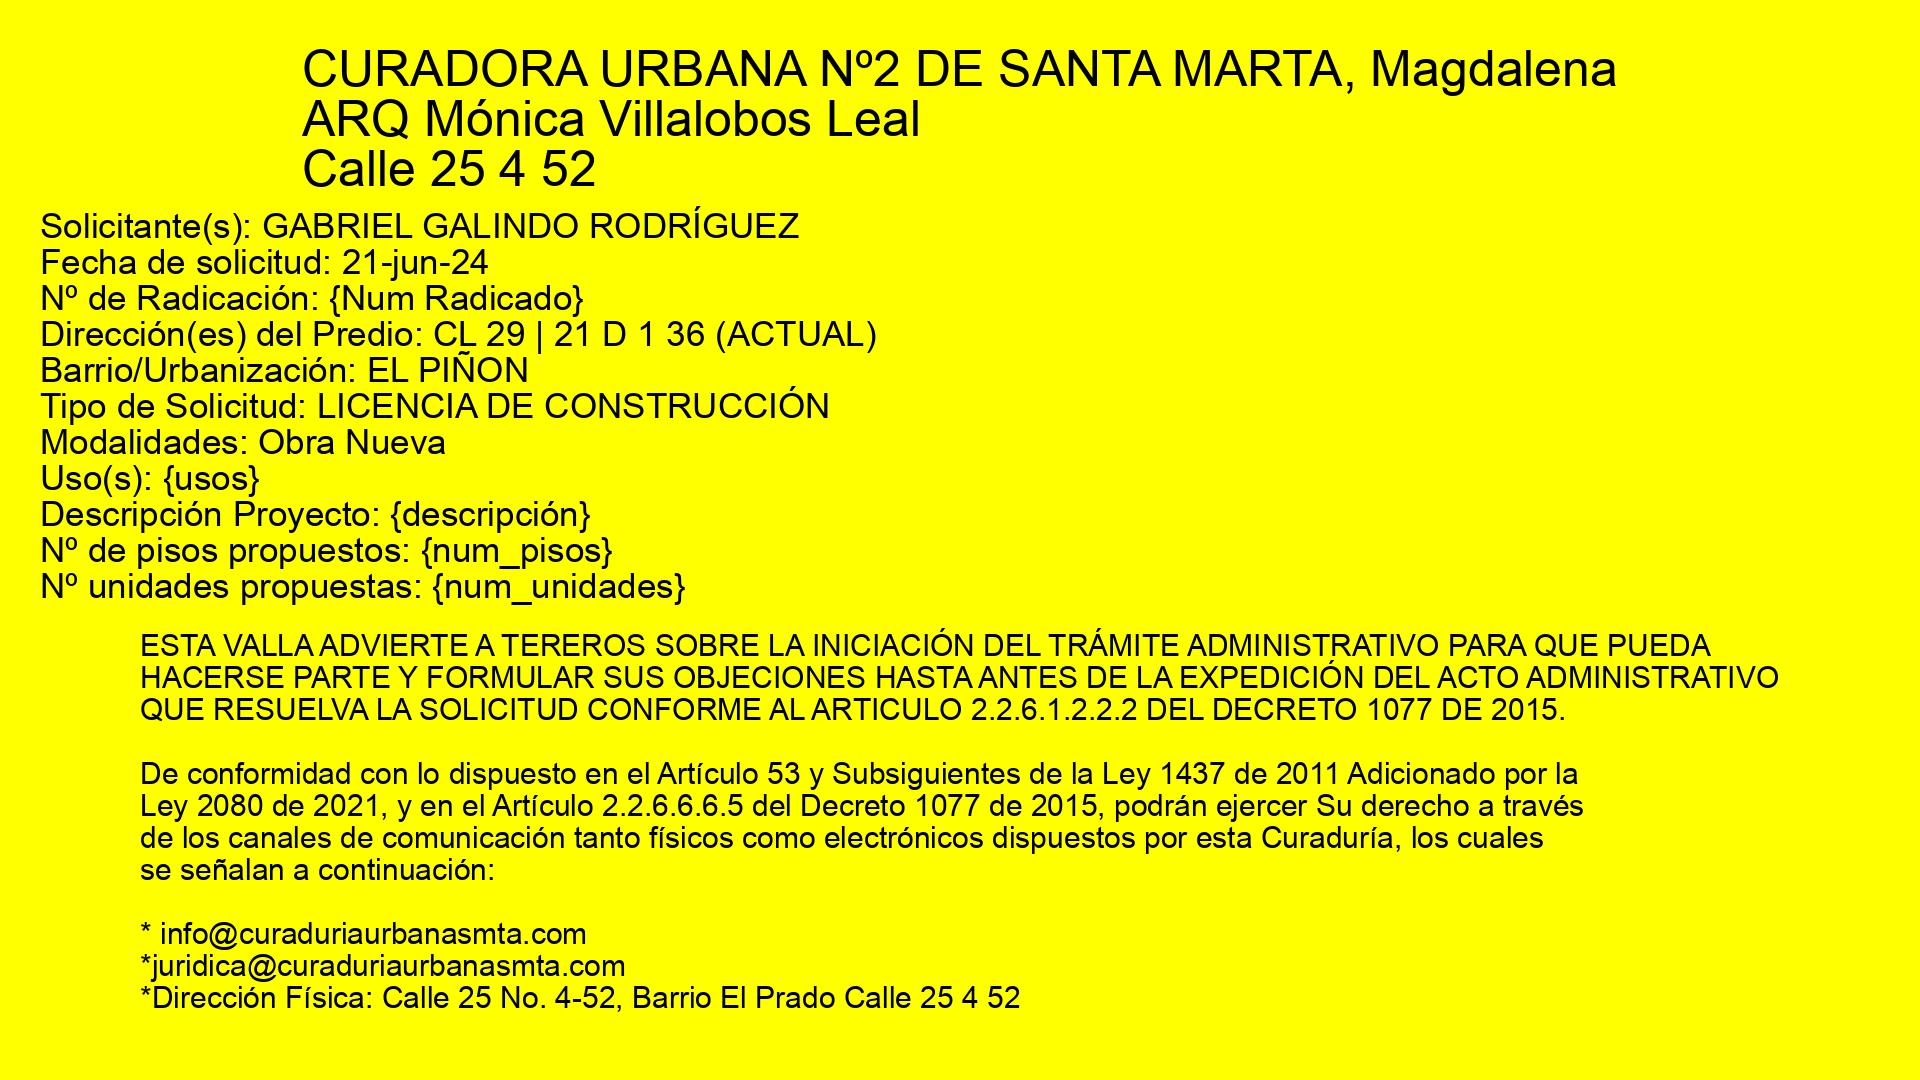 CURADORA URBANA Nº2 DE SANTA MARTA, Magdalena
ARQ Mónica Villalobos Leal
Calle 25 4 52
Solicitante(s): GABRIEL GALINDO RODRÍGUEZ
Fecha de solicitud: 21-jun-24
Nº de Radicación: {Num Radicado}
Dirección(es) del Predio: CL 29 | 21 D 1 36 (ACTUAL)
Barrio/Urbanización: EL PIÑON
Tipo de Solicitud: LICENCIA DE CONSTRUCCIÓN
Modalidades: Obra Nueva
Uso(s): {usos}
Descripción Proyecto: {descripción}
Nº de pisos propuestos: {num_pisos}
Nº unidades propuestas: {num_unidades}
ESTA VALLA ADVIERTE A TEREROS SOBRE LA INICIACIÓN DEL TRÁMITE ADMINISTRATIVO PARA QUE PUEDA
HACERSE PARTE Y FORMULAR SUS OBJECIONES HASTA ANTES DE LA EXPEDICIÓN DEL ACTO ADMINISTRATIVO
QUE RESUELVA LA SOLICITUD CONFORME AL ARTICULO 2.2.6.1.2.2.2 DEL DECRETO 1077 DE 2015.
De conformidad con lo dispuesto en el Artículo 53 y Subsiguientes de la Ley 1437 de 2011 Adicionado por la
Ley 2080 de 2021, y en el Artículo 2.2.6.6.6.5 del Decreto 1077 de 2015, podrán ejercer Su derecho a través
de los canales de comunicación tanto físicos como electrónicos dispuestos por esta Curaduría, los cuales
se señalan a continuación:
* info@curaduriaurbanasmta.com
*juridica@curaduriaurbanasmta.com
*Dirección Física: Calle 25 No. 4-52, Barrio El Prado Calle 25 4 52